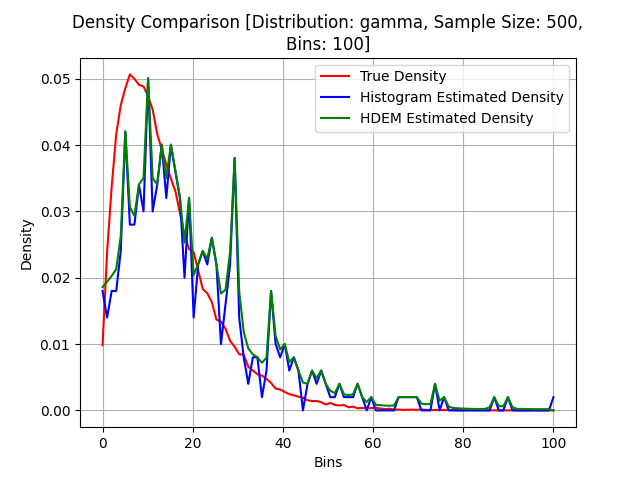 Density Comparison [Distribution: gamma, Sample Size: 500,
Bins: 100]
True Density
Histogram Estimated Density
HDEM Estimated Density
Density
0.05
0.04
0.03
0.02
0.01
0.00
0 20 40 60 80 100
Bins